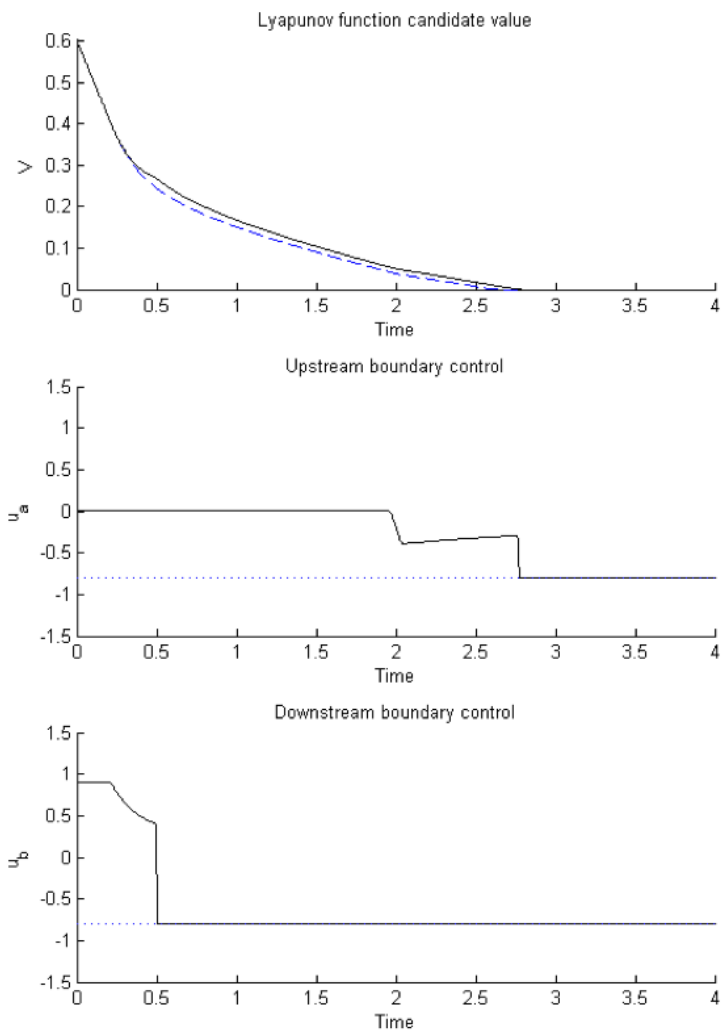 Lyapunov function candidate value
0.6
0.5
0.4
0.3
0.2
0.1
0
V
0 0.5 1 1.5 2 2.5 3 3.5 4
Time
Upstream boundary control
1.5
1
0.5
0
-0.5
-1
-1.5
u_a
0 0.5 1 1.5 2 2.5 3 3.5 4
Time
Downstream boundary control
1.5
1
0.5
0
-0.5
-1
-1.5
u_b
0 0.5 1 1.5 2 2.5 3 3.5 4
Time